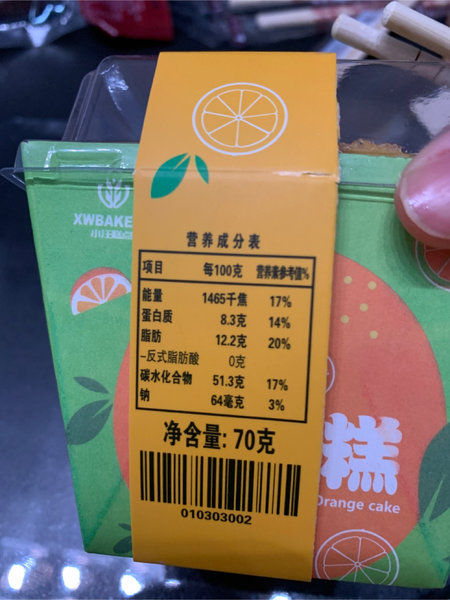 XWBAKE
营养成分表
项目 每100克 营养素参考值%
能量 1465千焦 17%
蛋白质 8.3克 14%
脂肪 12.2克 20%
–反式脂肪酸 0克
碳水化合物 51.3克 17%
钠 64毫克 3%
净含量: 70克
010303002
糕
Orange cake